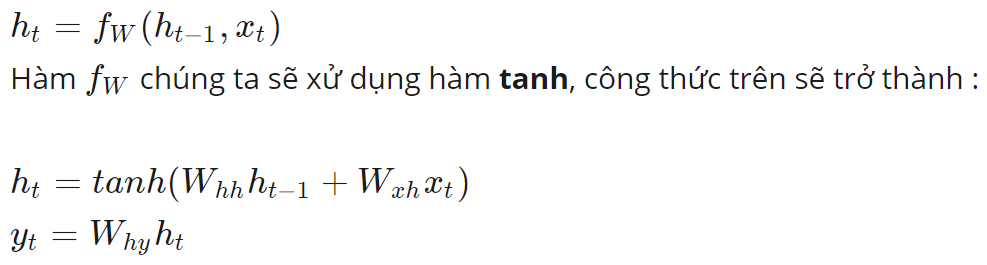 $h_t = f_W(h_{t-1}, x_t)$
Hàm $f_W$ chúng ta sẽ xử dụng hàm tanh, công thức trên sẽ trở thành :
$h_t = tanh(W_{hh}h_{t-1} + W_{xh}x_t)$
$y_t = W_{hy}h_t$